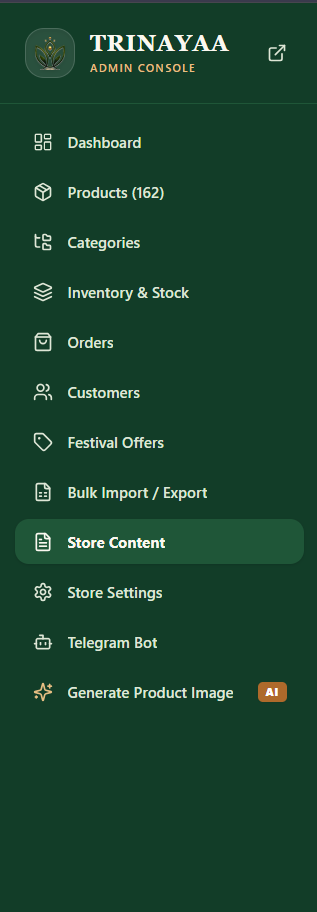 TRINAYAA
ADMIN CONSOLE
Dashboard
Products (162)
Categories
Inventory & Stock
Orders
Customers
Festival Offers
Bulk Import / Export
Store Content
Store Settings
Telegram Bot
Generate Product Image AI